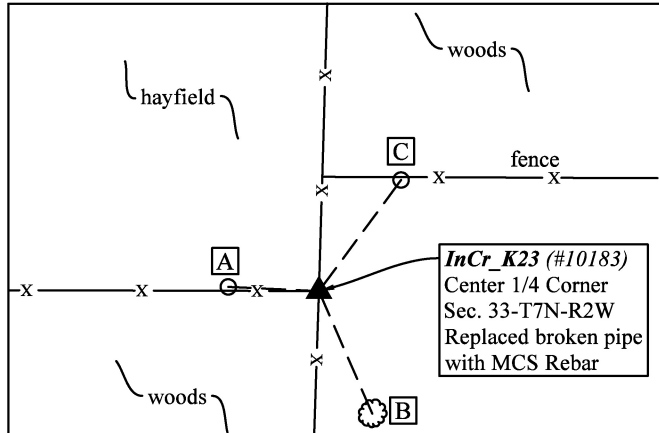 woods
x
hayfield
C
fence
x
x x
A
InCr_K23 (#10183)
Center 1/4 Corner
Sec. 33-T7N-R2W
Replaced broken pipe
with MCS Rebar
x x x
x
woods
B